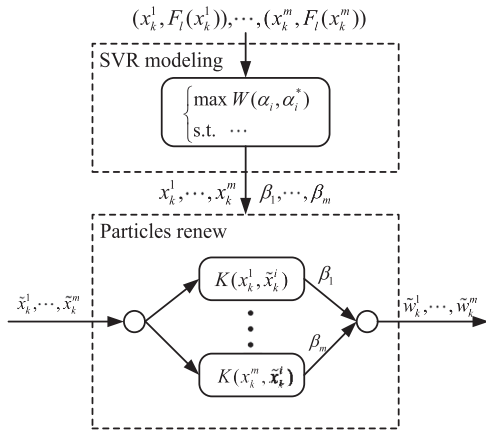 (x_k^1, F_l(x_k^1)), ⋯, (x_k^m, F_l(x_k^m))
SVR modeling
{ max W(α_i, α_i^*)
s.t. ⋯
x_k^1, ⋯, x_k^m β_1, ⋯, β_m
Particles renew
K(x_k^1, x̃_k^i) β_1
x̃_k^1, ⋯, x̃_k^m w̃_k^1, ⋯, w̃_k^m
β_m
K(x_k^m, x̃_k^i)